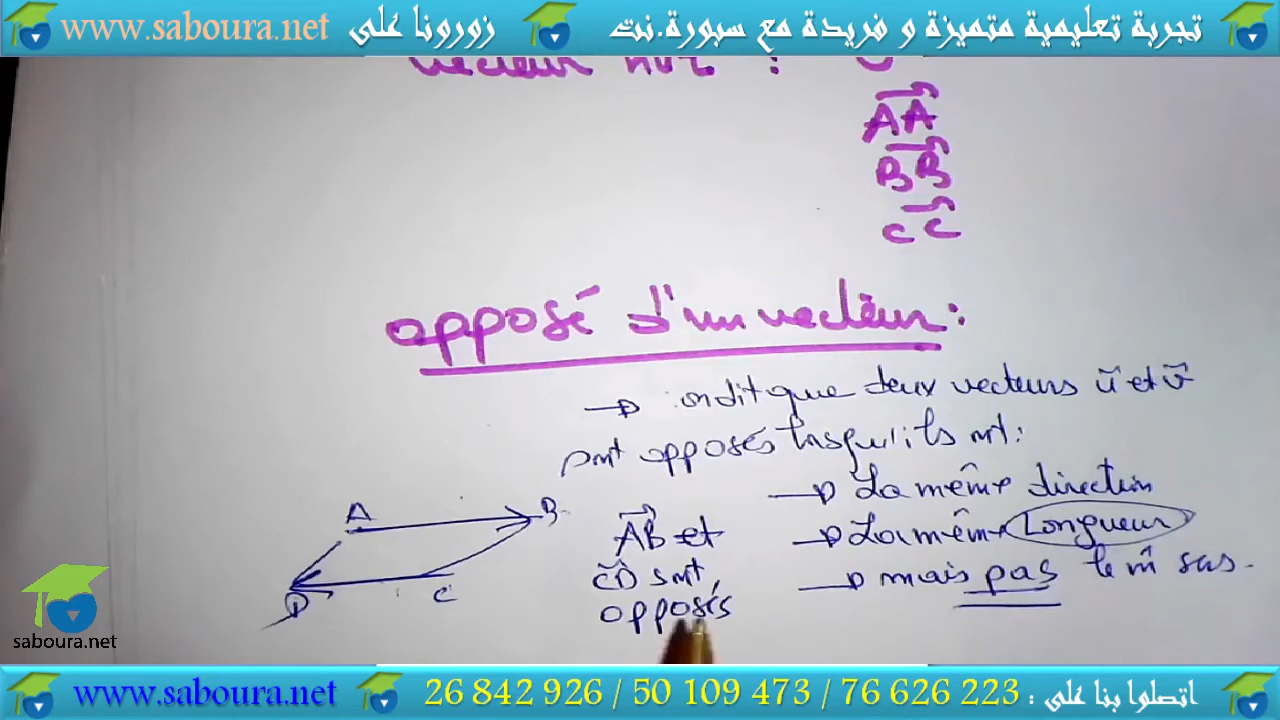 www.saboura.net زورونا على تجربة تعليمية متميزة و فريدة مع سبورة.نت
vecteur nul : 0
AA
BB
CC
opposé d'un vecteur :
→ on dit que deux vecteurs u et v
sont opposés lorsqu'ils ont :
→ La même direction
→ La même Longueur
→ mais pas le m̂ sens.
A
B
D
C
AB et
CD sont
opposés
saboura.net
www.saboura.net 26 842 926 / 50 109 473 / 76 626 223 : اتصلوا بنا على